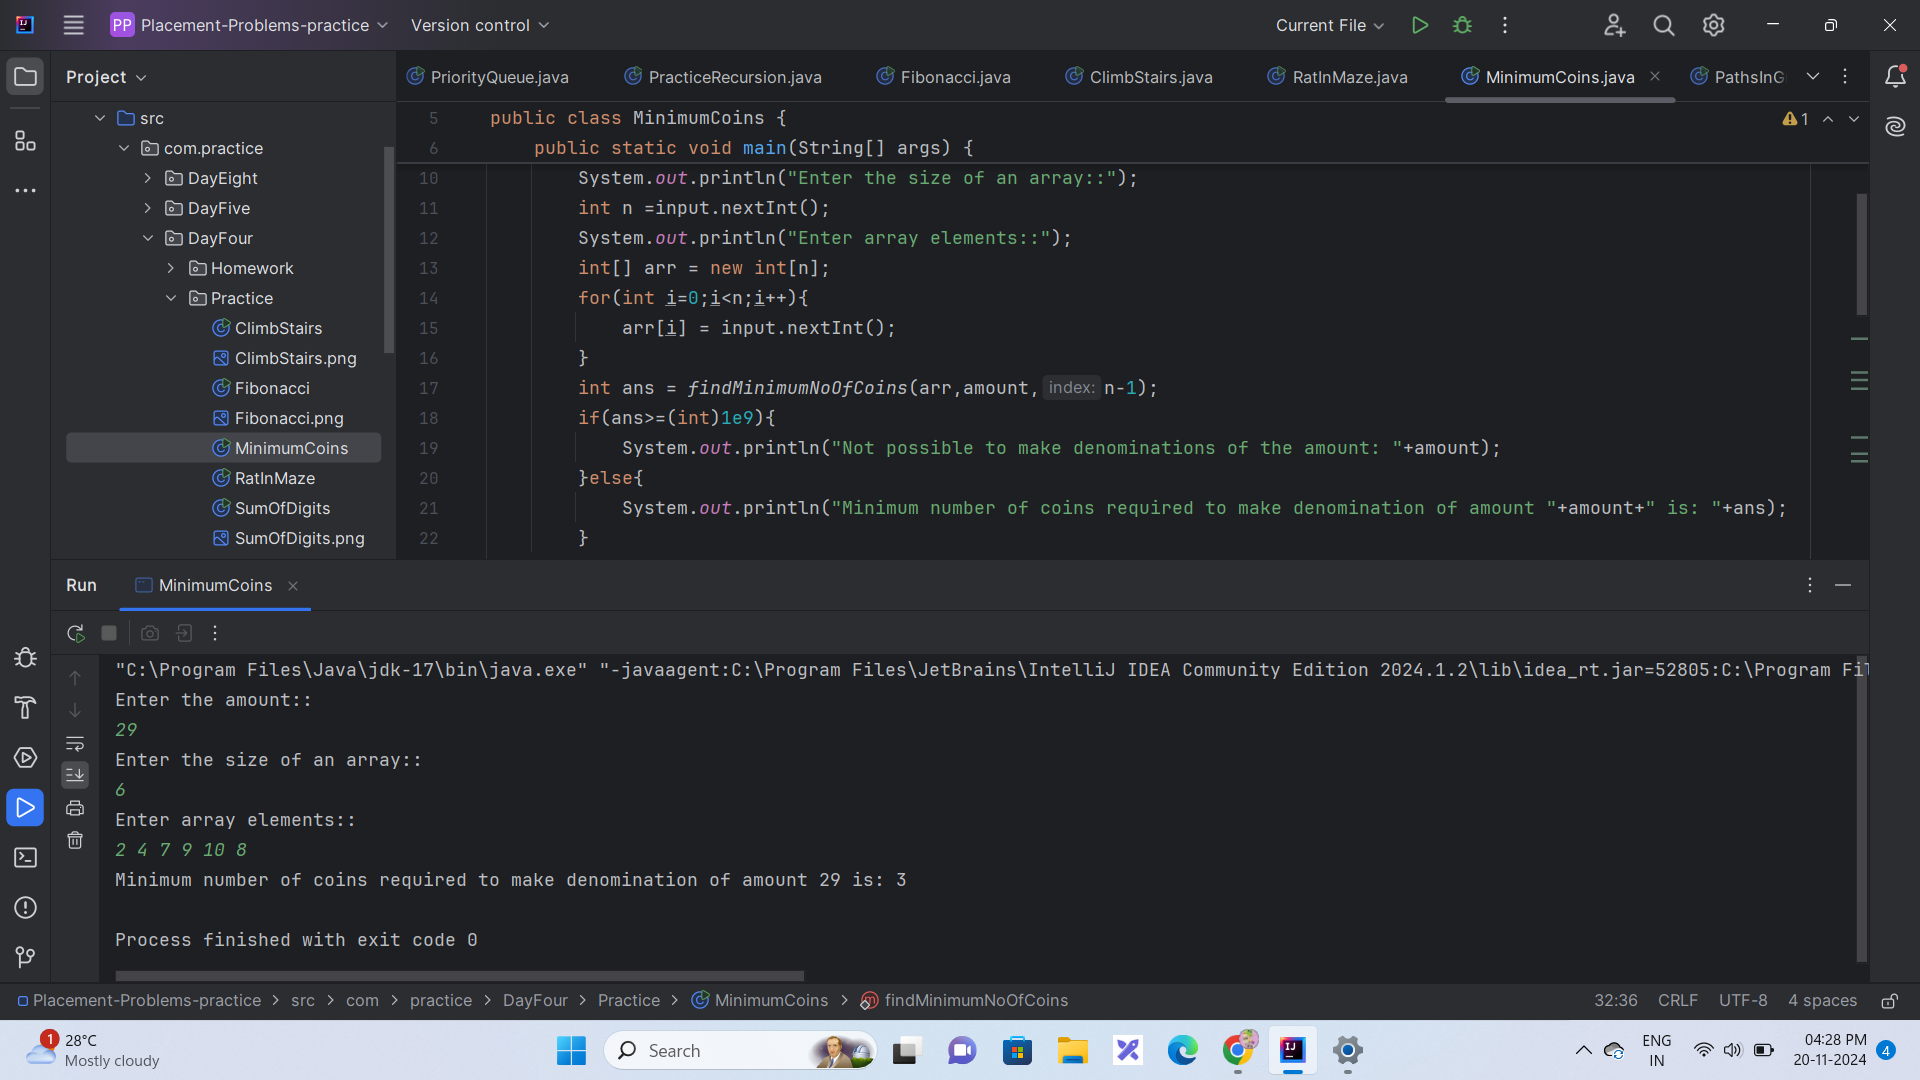 PP Placement-Problems-practice Version control Current File
Project
PriorityQueue.java PracticeRecursion.java Fibonacci.java ClimbStairs.java RatInMaze.java MinimumCoins.java PathsInG
src
com.practice
DayEight
DayFive
DayFour
Homework
Practice
ClimbStairs
ClimbStairs.png
Fibonacci
Fibonacci.png
MinimumCoins
RatInMaze
SumOfDigits
SumOfDigits.png
1
5 public class MinimumCoins {
6 public static void main(String[] args) {
10 System.out.println("Enter the size of an array::");
11 int n =input.nextInt();
12 System.out.println("Enter array elements::");
13 int[] arr = new int[n];
14 for(int i=0;i<n;i++){
15 arr[i] = input.nextInt();
16 }
17 int ans = findMinimumNoOfCoins(arr,amount, index: n-1);
18 if(ans>=(int)1e9){
19 System.out.println("Not possible to make denominations of the amount: "+amount);
20 }else{
21 System.out.println("Minimum number of coins required to make denomination of amount "+amount+" is: "+ans);
22 }
Run MinimumCoins
"C:\Program Files\Java\jdk-17\bin\java.exe" "-javaagent:C:\Program Files\JetBrains\IntelliJ IDEA Community Edition 2024.1.2\lib\idea_rt.jar=52805:C:\Program Fil
Enter the amount::
29
Enter the size of an array::
6
Enter array elements::
2 4 7 9 10 8
Minimum number of coins required to make denomination of amount 29 is: 3
Process finished with exit code 0
Placement-Problems-practice > src > com > practice > DayFour > Practice > MinimumCoins > findMinimumNoOfCoins 32:36 CRLF UTF-8 4 spaces
1 28°C
Mostly cloudy
Search
ENG
IN
04:28 PM
20-11-2024
4